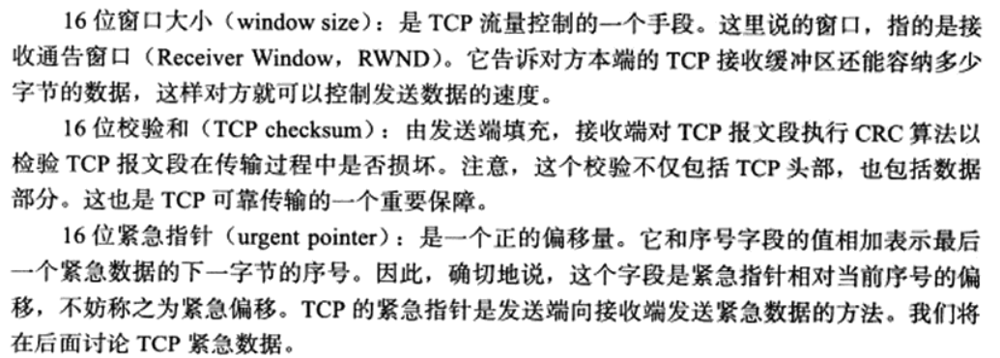 16 位窗口大小（window size）：是 TCP 流量控制的一个手段。这里说的窗口，指的是接
收通告窗口（Receiver Window，RWND）。它告诉对方本端的 TCP 接收缓冲区还能容纳多少
字节的数据，这样对方就可以控制发送数据的速度。
16 位校验和（TCP checksum）：由发送端填充，接收端对 TCP 报文段执行 CRC 算法以
检验 TCP 报文段在传输过程中是否损坏。注意，这个校验不仅包括 TCP 头部，也包括数据
部分。这也是 TCP 可靠传输的一个重要保障。
16 位紧急指针（urgent pointer）：是一个正的偏移量。它和序号字段的值相加表示最后
一个紧急数据的下一字节的序号。因此，确切地说，这个字段是紧急指针相对当前序号的偏
移，不妨称之为紧急偏移。TCP 的紧急指针是发送端向接收端发送紧急数据的方法。我们将
在后面讨论 TCP 紧急数据。